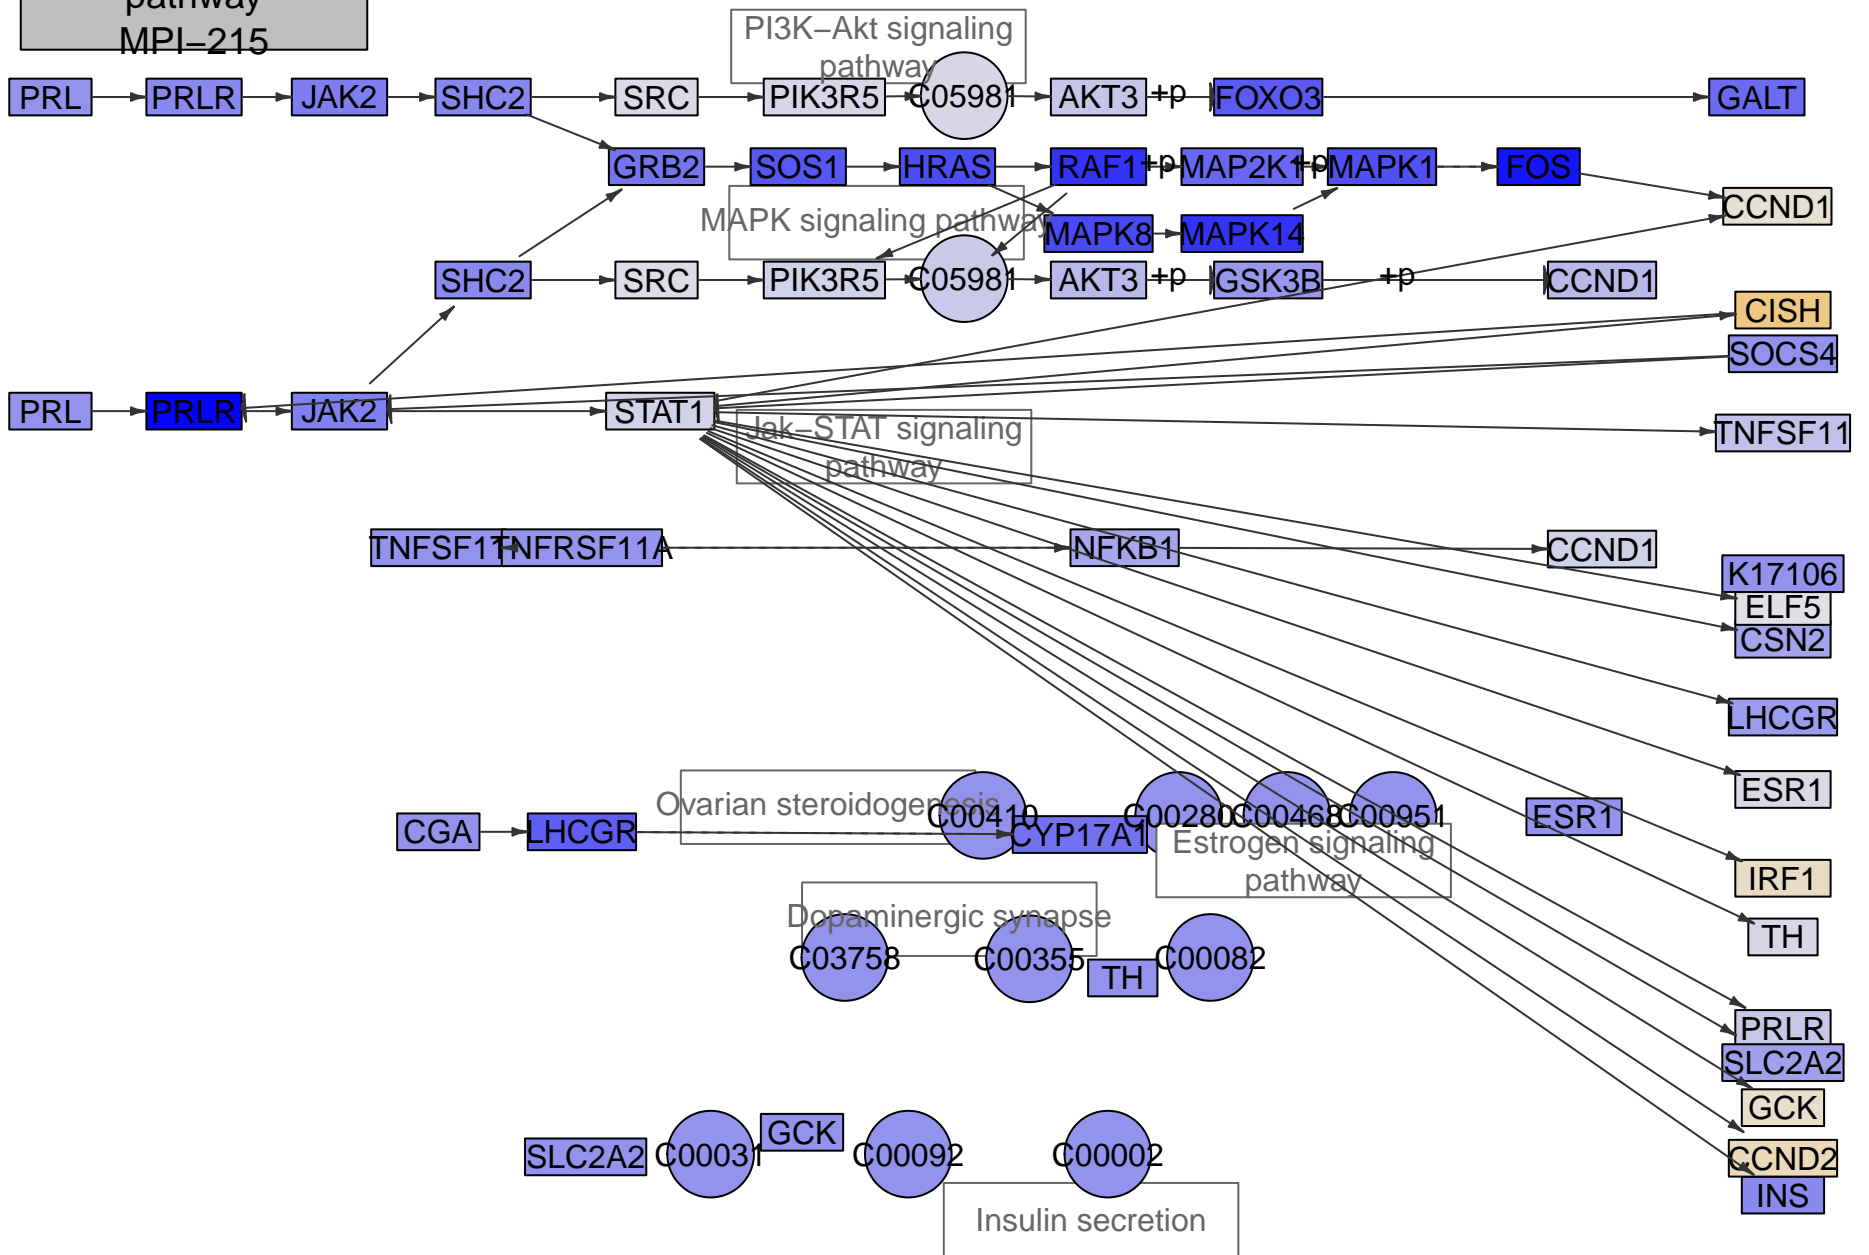 pathway
MPI−215
PI3K−Akt signaling
pathway
PRL
PRLR
JAK2
SHC2
SRC
PIK3R5
C05981
AKT3
+p
FOXO3
GALT
GRB2
SOS1
HRAS
RAF1
+p
MAP2K1
+p
MAPK1
FOS
CCND1
MAPK signaling pathway
MAPK8
MAPK14
SHC2
SRC
PIK3R5
C05981
AKT3
+p
GSK3B
+p
CCND1
CISH
SOCS4
PRL
PRLR
JAK2
STAT1
Jak−STAT signaling
pathway
TNFSF11
TNFSF11
TNFRSF11A
NFKB1
CCND1
K17106
ELF5
CSN2
LHCGR
ESR1
Ovarian steroidogenesis
C00410
C00280
C00468
C00951
ESR1
CGA
LHCGR
CYP17A1
Estrogen signaling
pathway
IRF1
Dopaminergic synapse
TH
C03758
C00355
TH
C00082
PRLR
SLC2A2
GCK
GCK
SLC2A2
C00031
C00092
C00002
CCND2
INS
Insulin secretion